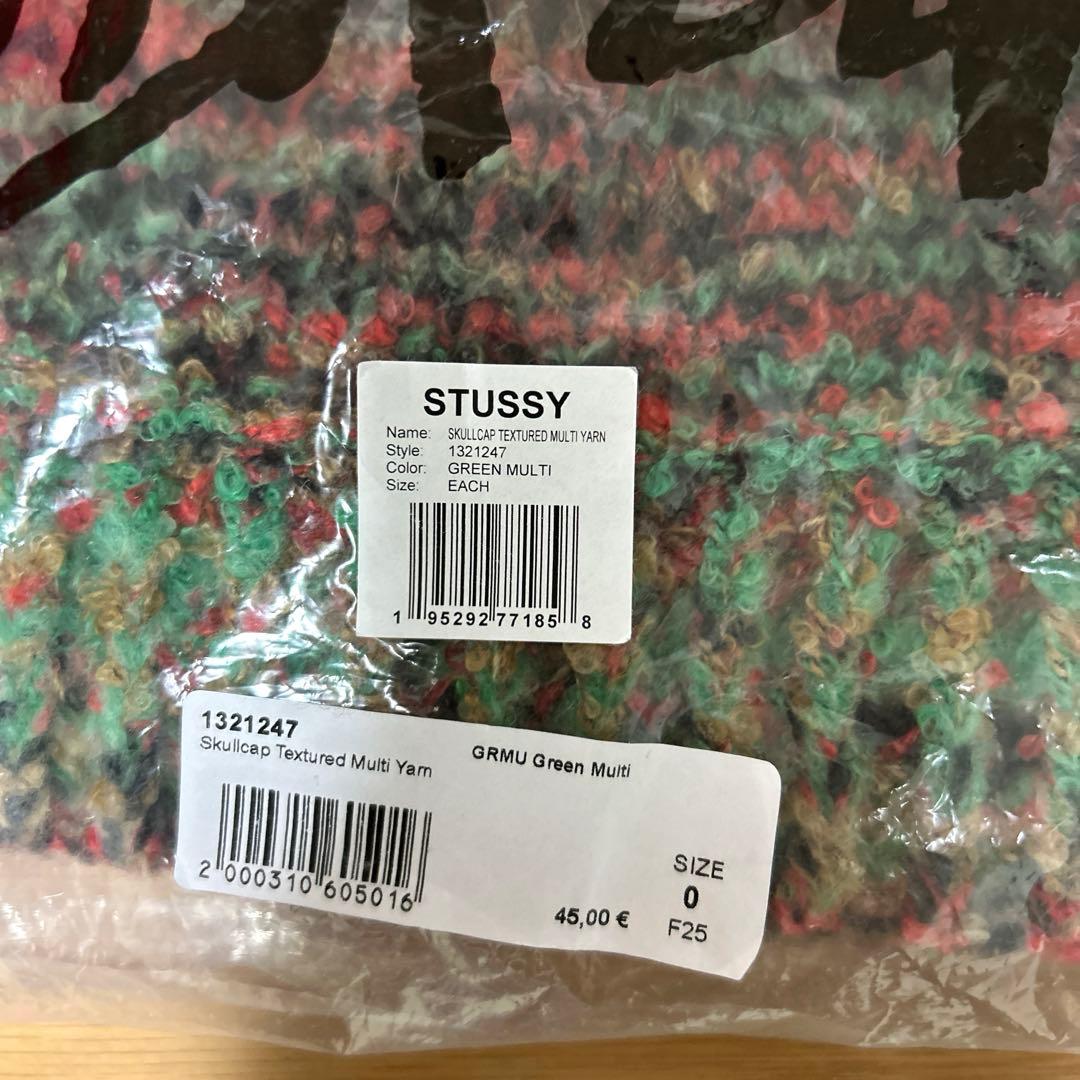 STUSSY
Name: SKULLCAP TEXTURED MULTI YARN
Style: 1321247
Color: GREEN MULTI
Size: EACH
1 95292 77185 8
1321247
Skullcap Textured Multi Yarn
GRMU Green Multi
2 000310 605016
45,00 €
SIZE
0
F25